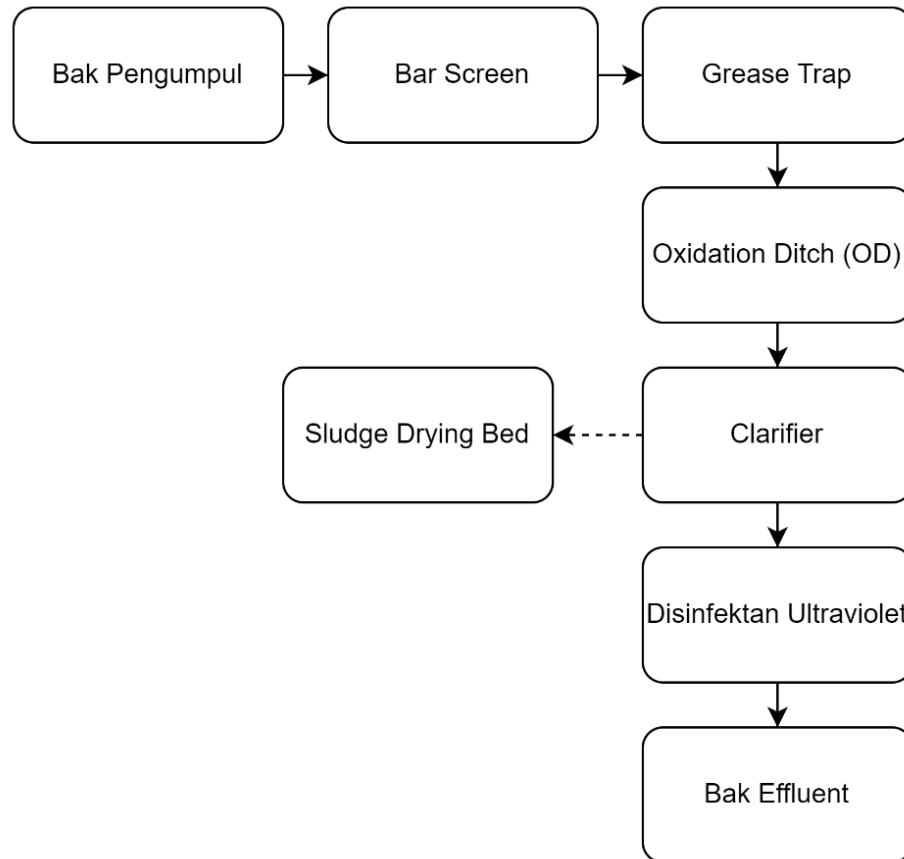 Bak Pengumpul
Bar Screen
Grease Trap
Oxidation Ditch (OD)
Sludge Drying Bed
Clarifier
Disinfektan Ultraviolet
Bak Effluent